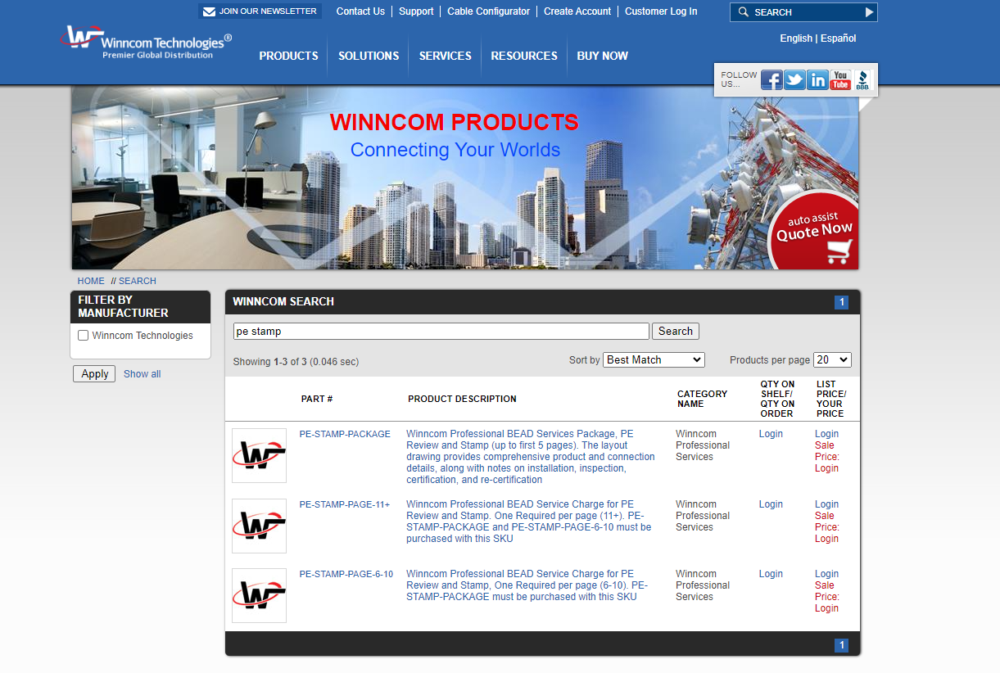 JOIN OUR NEWSLETTER
Contact Us | Support | Cable Configurator | Create Account | Customer Log In
SEARCH
English | Español
Winncom Technologies®
Premier Global Distribution
PRODUCTS
SOLUTIONS
SERVICES
RESOURCES
BUY NOW
FOLLOW
US...
You
Tube
BBB
WINNCOM PRODUCTS
Connecting Your Worlds
auto assist
Quote Now
HOME // SEARCH
FILTER BY
MANUFACTURER
Winncom Technologies
Apply Show all
WINNCOM SEARCH 1
pe stamp Search
Showing 1-3 of 3 (0.046 sec)
Sort by Best Match
Products per page 20
PART #
PRODUCT DESCRIPTION
CATEGORY
NAME
QTY ON
SHELF/
QTY ON
ORDER
LIST
PRICE/
YOUR
PRICE
PE-STAMP-PACKAGE
Winncom Professional BEAD Services Package, PE
Review and Stamp (up to first 5 pages). The layout
drawing provides comprehensive product and connection
details, along with notes on installation, inspection,
certification, and re-certification
Winncom
Professional
Services
Login
Login
Sale
Price:
Login
PE-STAMP-PAGE-11+
Winncom Professional BEAD Service Charge for PE
Review and Stamp. One Required per page (11+). PE-
STAMP-PACKAGE and PE-STAMP-PAGE-6-10 must be
purchased with this SKU
Winncom
Professional
Services
Login
Login
Sale
Price:
Login
PE-STAMP-PAGE-6-10
Winncom Professional BEAD Service Charge for PE
Review and Stamp, One Required per page (6-10). PE-
STAMP-PACKAGE must be purchased with this SKU
Winncom
Professional
Services
Login
Login
Sale
Price:
Login
1